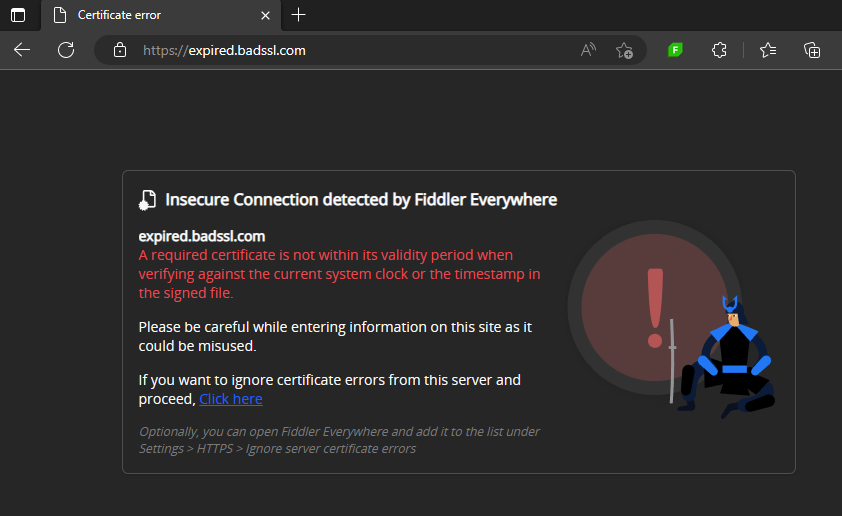 Certificate error
https://expired.badssl.com
Insecure Connection detected by Fiddler Everywhere
expired.badssl.com
A required certificate is not within its validity period when
verifying against the current system clock or the timestamp in
the signed file.
Please be careful while entering information on this site as it
could be misused.
If you want to ignore certificate errors from this server and
proceed, Click here
Optionally, you can open Fiddler Everywhere and add it to the list under
Settings > HTTPS > Ignore server certificate errors